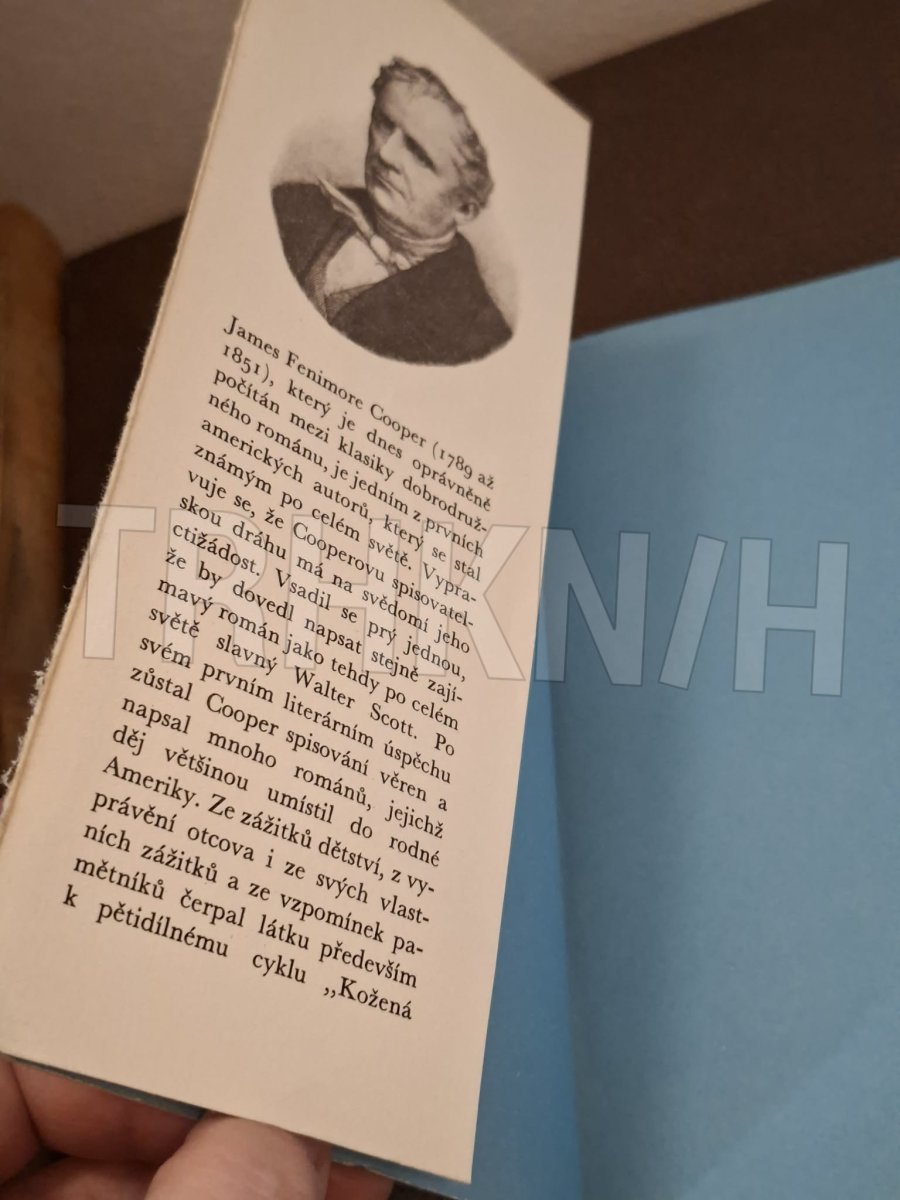 James Fenimore Cooper (1789 až
1851), který je dnes oprávněně
počítán mezi klasiky dobrodruž-
ného románu, je jedním z prvních
amerických autorů, který se stal
známým po celém světě. Vypra-
vuje se, že Cooperovu spisovatel-
skou dráhu má na svědomí jeho
ctižádost. Vsadil se prý jednou,
že by dovedl napsat stejně zají-
mavý román jako tehdy po celém
světě slavný Walter Scott. Po
svém prvním literárním úspěchu
zůstal Cooper spisování věren a
napsal mnoho románů, jejichž
děj většinou umístil do rodné
Ameriky. Ze zážitků dětství, z vy-
právění otcova i ze svých vlast-
ních zážitků a ze vzpomínek pa-
mětníků čerpal látku především
k pětidílnému cyklu „Kožená
TRHKN/H